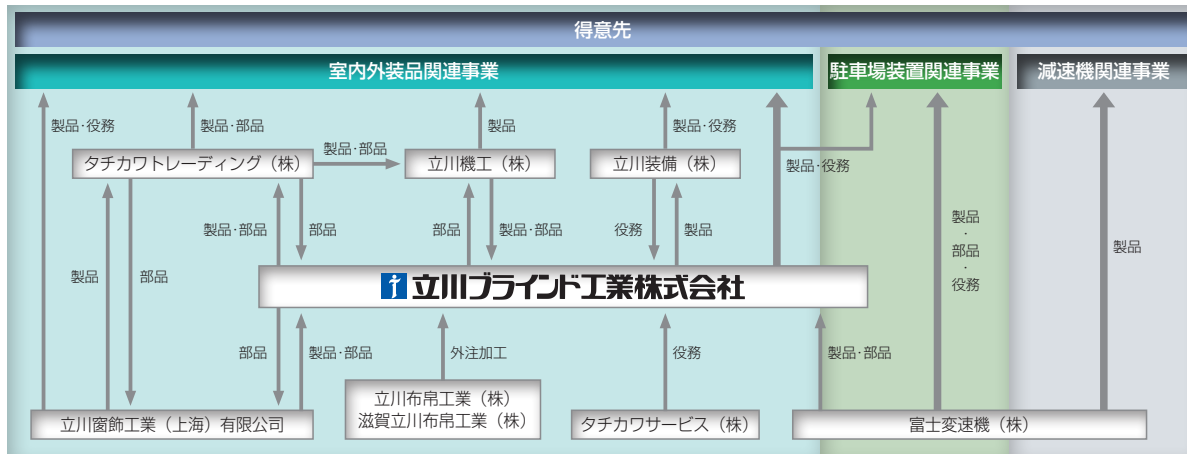 得意先
室内外装品関連事業
駐車場装置関連事業
減速機関連事業
製品・役務
製品・部品
製品
製品・役務
タチカワトレーディング（株）
製品・部品
立川機工（株）
立川装備（株）
製品・役務
製品・部品
部品
部品
製品・部品
役務
製品
製品
・
部品
・
役務
製品
製品
部品
立川ブラインド工業株式会社
部品
製品・部品
外注加工
役務
製品・部品
立川窗飾工業（上海）有限公司
立川布帛工業（株）
滋賀立川布帛工業（株）
タチカワサービス（株）
富士変速機（株）